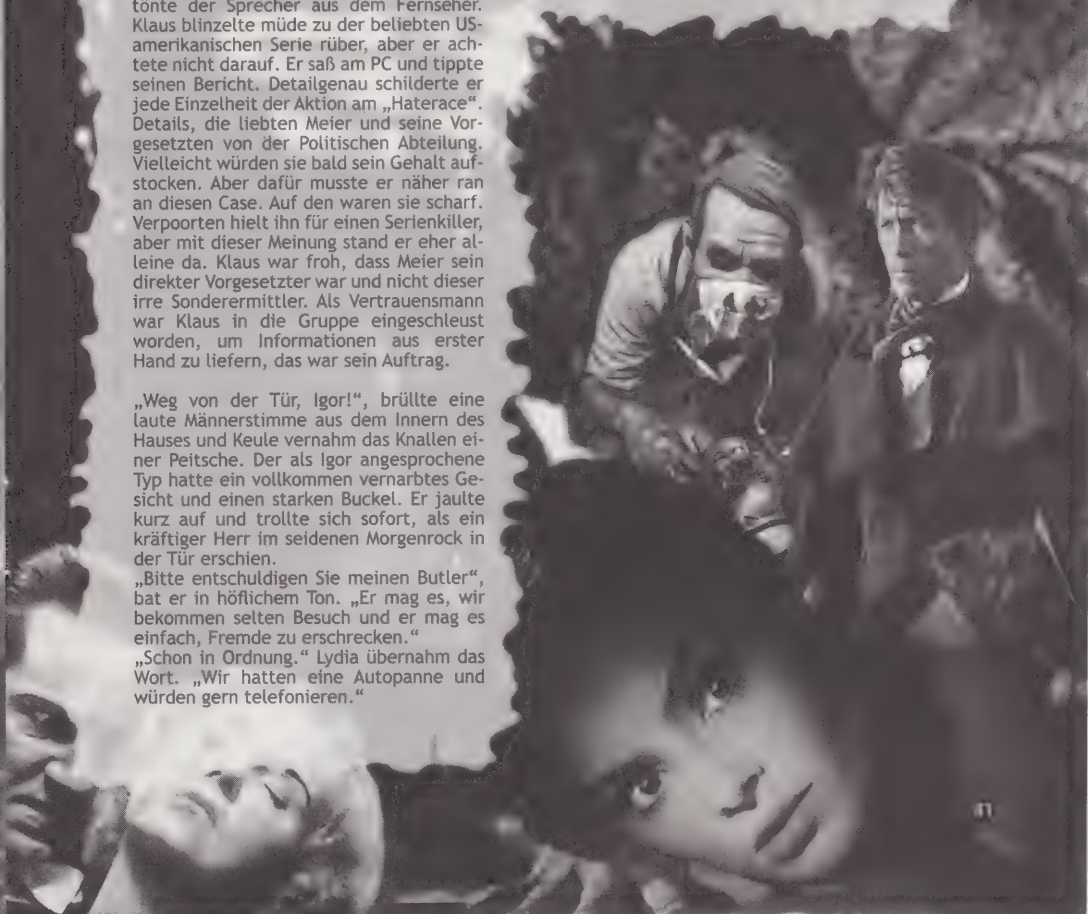 tönte der Sprecher aus dem Fernseher.
Klaus blinzelte müde zu der beliebten US-
amerikanischen Serie rüber, aber er ach-
tete nicht darauf. Er saß am PC und tippte
seinen Bericht. Detailgenau schilderte er
jede Einzelheit der Aktion am „Haterace“.
Details, die liebten Meier und seine Vor-
gesetzten von der Politischen Abteilung.
Vielleicht würden sie bald sein Gehalt auf-
stocken. Aber dafür musste er näher ran
an diesen Case. Auf den waren sie scharf.
Verpoorten hielt ihn für einen Serienkiller,
aber mit dieser Meinung stand er eher al-
leine da. Klaus war froh, dass Meier sein
direkter Vorgesetzter war und nicht dieser
irre Sonderermittler. Als Vertrauensmann
war Klaus in die Gruppe eingeschleust
worden, um Informationen aus erster
Hand zu liefern, das war sein Auftrag.
„Weg von der Tür, Igor!“, brüllte eine
laute Männerstimme aus dem Innern des
Hauses und Keule vernahm das Knallen ei-
ner Peitsche. Der als Igor angesprochene
Typ hatte ein vollkommen vernarbtes Ge-
sicht und einen starken Buckel. Er jaulte
kurz auf und trollte sich sofort, als ein
kräftiger Herr im seidenen Morgenrock in
der Tür erschien.
„Bitte entschuldigen Sie meinen Butler“,
bat er in höflichem Ton. „Er mag es, wir
bekommen selten Besuch und er mag es
einfach, Fremde zu erschrecken.“
„Schon in Ordnung.“ Lydia übernahm das
Wort. „Wir hatten eine Autopanne und
würden gern telefonieren.“